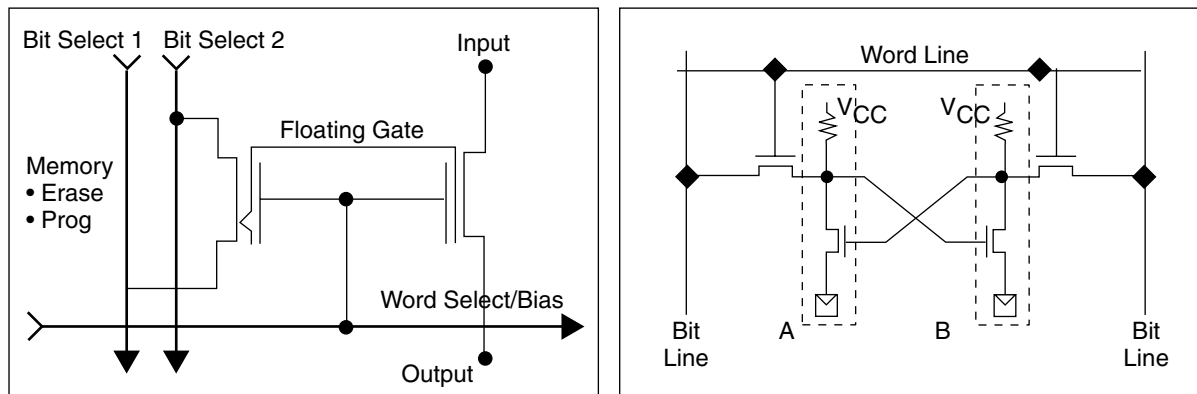 Bit Select 1
Bit Select 2
Input
Floating Gate
Memory
• Erase
• Prog
Word Select/Bias
Output
Word Line
VCC
VCC
A
B
Bit
Line
Bit
Line